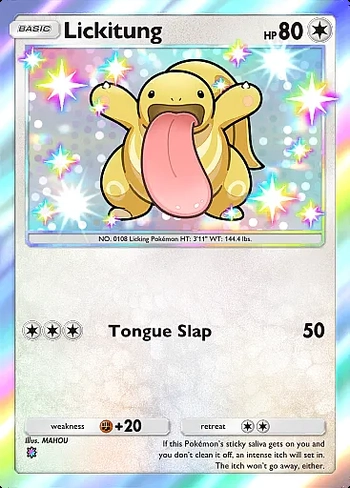 BASIC Lickitung HP 80
NO. 0108 Licking Pokémon HT: 3'11" WT: 144.4 lbs.
Tongue Slap 50
weakness +20 retreat
Illus. MAHOU
If this Pokémon's sticky saliva gets on you and
you don't clean it off, an intense itch will set in.
The itch won't go away, either.